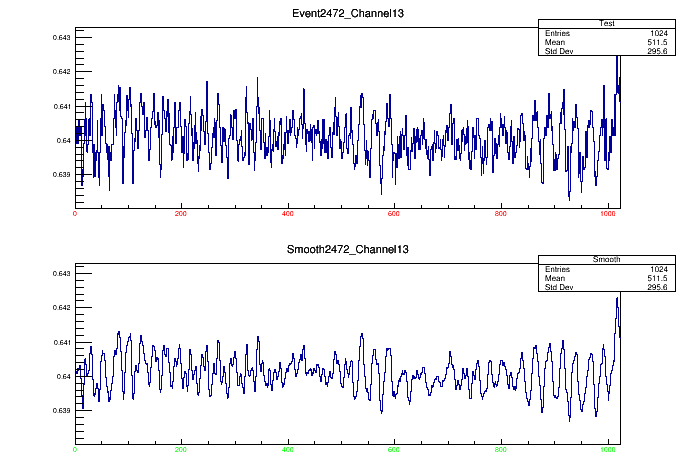 Event2472_Channel13
Test
Entries 1024
Mean 511.5
Std Dev 295.6
0.643
0.642
0.641
0.64
0.639
0 200 400 600 800 1000
Smooth2472_Channel13
Smooth
Entries 1024
Mean 511.5
Std Dev 295.6
0.643
0.642
0.641
0.64
0.639
0 200 400 600 800 1000